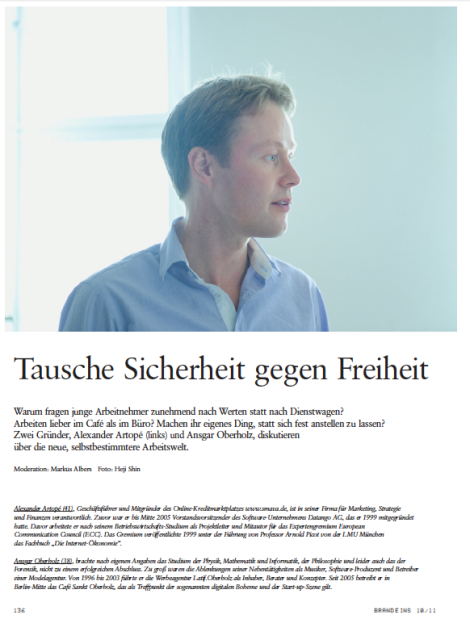 Tausche Sicherheit gegen Freiheit
Warum fragen junge Arbeitnehmer zunehmend nach Werten statt nach Dienstwagen?
Arbeiten lieber im Café als im Büro? Machen ihr eigenes Ding, statt sich fest anstellen zu lassen?
Zwei Gründer, Alexander Artopé (links) und Ansgar Oberholz, diskutieren
über die neue, selbstbestimmtere Arbeitswelt.
Moderation: Markus Albers Foto: Heji Shin
Alexander Artopé (41), Geschäftsführer und Mitgründer des Online-Kreditmarktplatzes www.smava.de, ist in seiner Firma für Marketing, Strategie
und Finanzen verantwortlich. Zuvor war er bis Mitte 2005 Vorstandsvorsitzender des Software-Unternehmens Datango AG, das er 1999 mitgegründet
hatte. Davor arbeitete er nach seinem Betriebswirtschafts-Studium als Projektleiter und Mitautor für das Expertengremium European
Communication Council (ECC). Das Gremium veröffentlichte 1999 unter der Führung von Professor Arnold Picot von der LMU München
das Fachbuch „Die Internet-Ökonomie“.
Ansgar Oberholz (38), brachte nach eigenen Angaben das Studium der Physik, Mathematik und Informatik, der Philosophie und leider auch das der
Forensik, nicht zu einem erfolgreichen Abschluss. Zu groß waren die Ablenkungen seiner Nebentätigkeiten als Musiker, Software-Produzent und Betreiber
einer Modelagentur. Von 1996 bis 2003 führte er die Werbeagentur Latif.Oberholz als Inhaber, Berater und Konzepter. Seit 2005 betreibt er in
Berlin-Mitte das Café Sankt Oberholz, das als Treffpunkt der sogenannten digitalen Boheme und der Start-up Szene gilt.
136
BRANDEINS 10/11